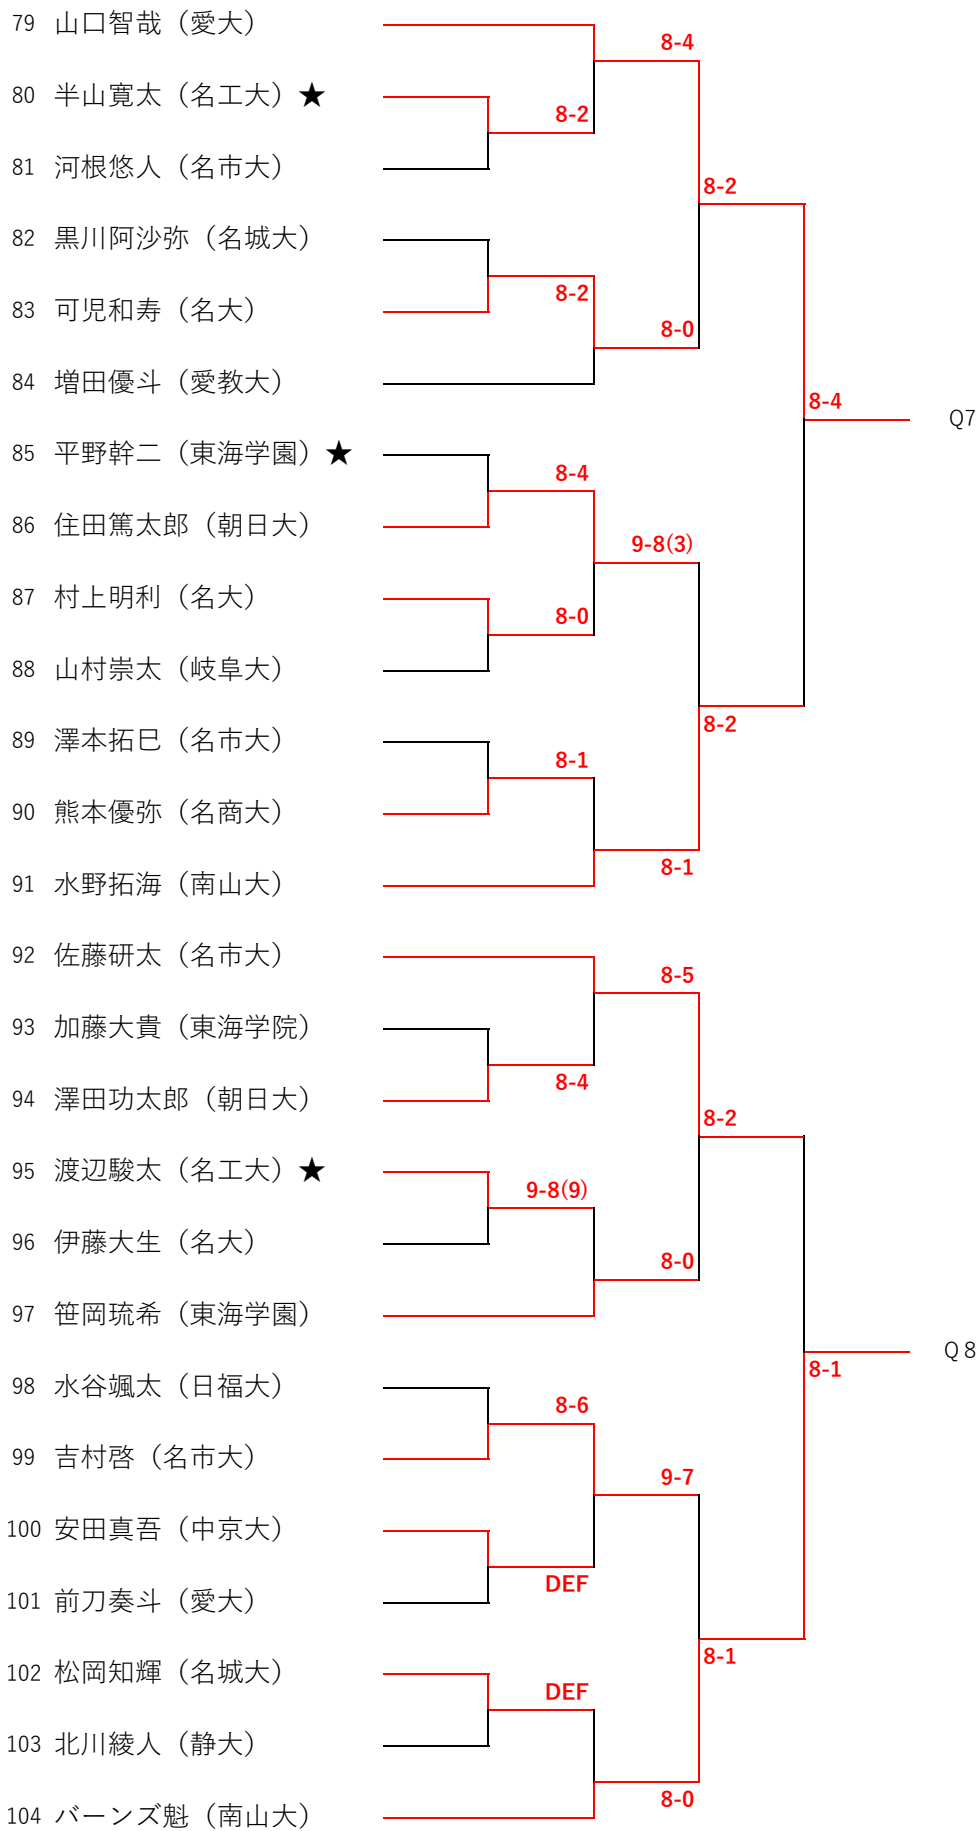 79 山口智哉（愛大）
8-4
80 半山寛太（名工大）★
8-2
81 河根悠人（名市大）
8-2
82 黒川阿沙弥（名城大）
8-2
83 可児和寿（名大）
8-0
84 増田優斗（愛教大）
8-4
Q7
85 平野幹二（東海学園）★
8-4
86 住田篤太郎（朝日大）
9-8(3)
87 村上明利（名大）
8-0
88 山村崇太（岐阜大）
8-2
89 澤本拓巳（名市大）
8-1
90 熊本優弥（名商大）
8-1
91 水野拓海（南山大）
92 佐藤研太（名市大）
8-5
93 加藤大貴（東海学院）
8-4
94 澤田功太郎（朝日大）
8-2
95 渡辺駿太（名工大）★
9-8(9)
96 伊藤大生（名大）
8-0
97 笹岡琉希（東海学園）
Q 8
8-1
98 水谷颯太（日福大）
8-6
99 吉村啓（名市大）
9-7
100 安田真吾（中京大）
DEF
101 前刀奏斗（愛大）
8-1
102 松岡知輝（名城大）
DEF
103 北川綾人（静大）
8-0
104 バーンズ魁（南山大）